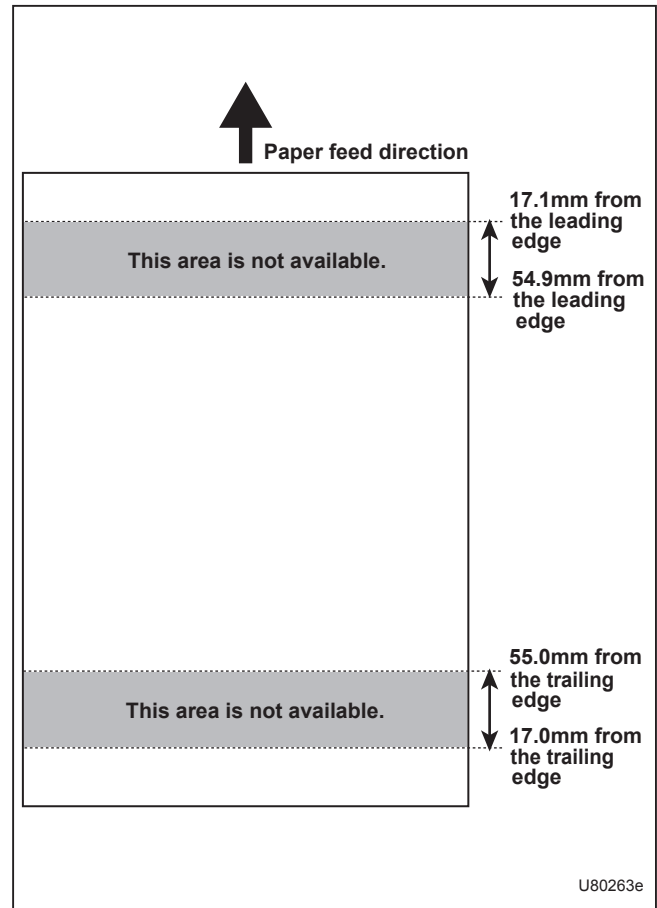 Paper feed direction
17.1mm from
the leading
edge
This area is not available.
54.9mm from
the leading
edge
55.0mm from
the trailing
edge
This area is not available.
17.0mm from
the trailing
edge
U80263e